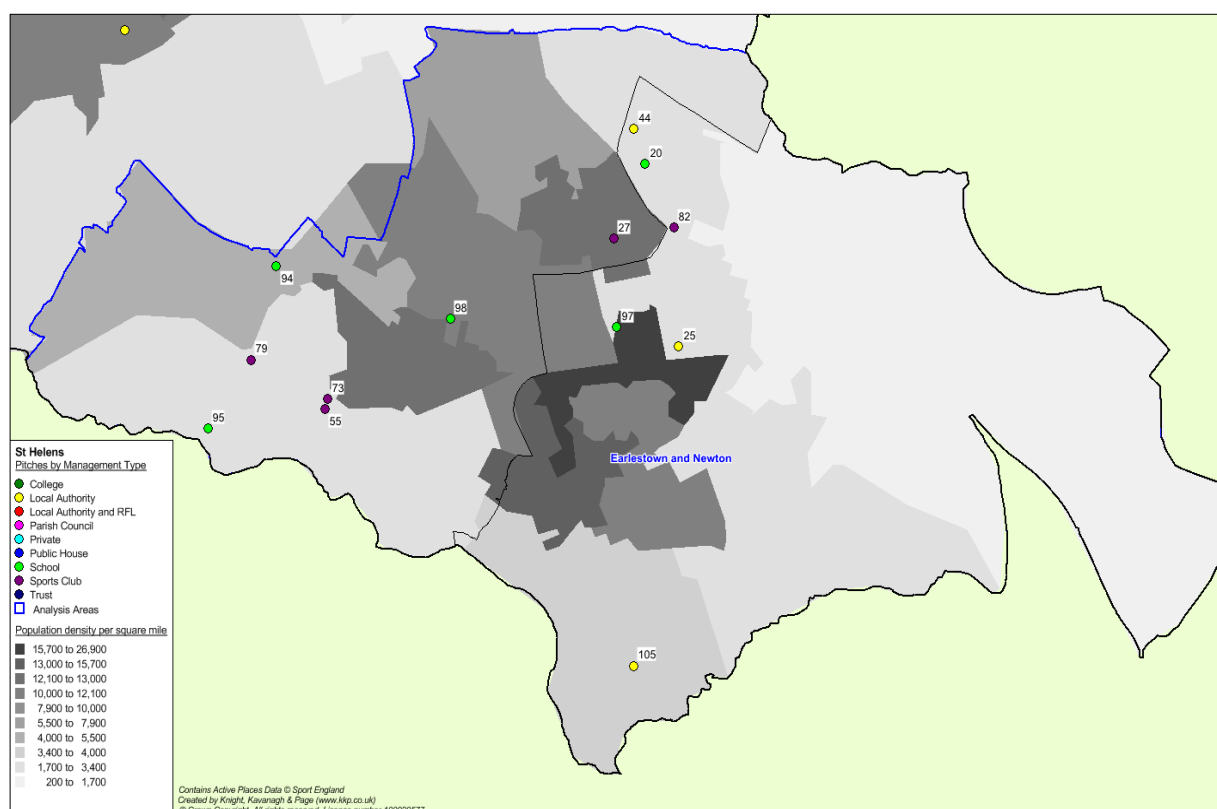 44
20
82
27
94
98
97
25
79
73
55
95
Earlestown and Newton
105
St Helens
Pitches by Management Type
College
Local Authority
Local Authority and RFL
Parish Council
Private
Public House
School
Sports Club
Trust
Analysis Areas
Population density per square mile
15,700 to 26,900
13,000 to 15,700
12,100 to 13,000
10,000 to 12,100
7,900 to 10,000
5,500 to 7,900
4,000 to 5,500
3,400 to 4,000
1,700 to 3,400
200 to 1,700
Contains Active Places Data © Sport England
Created by Knight, Kavanagh & Page (www.kkp.co.uk)
© Crown Copyright. All rights reserved.